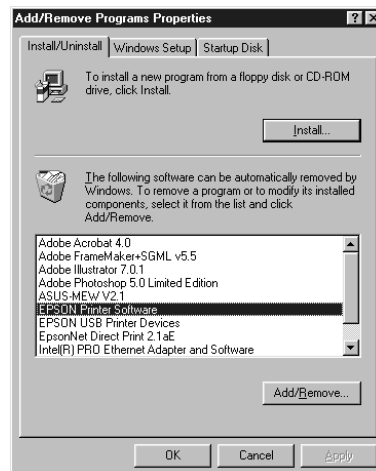 Add/Remove Programs Properties
Install/Uninstall Windows Setup Startup Disk
To install a new program from a floppy disk or CD-ROM
drive, click Install.
Install...
The following software can be automatically removed by
Windows. To remove a program or to modify its installed
components, select it from the list and click
Add/Remove.
Adobe Acrobat 4.0
Adobe FrameMaker+SGML v5.5
Adobe Illustrator 7.0.1
Adobe Photoshop 5.0 Limited Edition
ASUS-MEW V2.1
EPSON Printer Software
EPSON USB Printer Devices
EpsonNet Direct Print 2.1aE
Intel(R) PRO Ethernet Adapter and Software
Add/Remove...
OK Cancel Apply